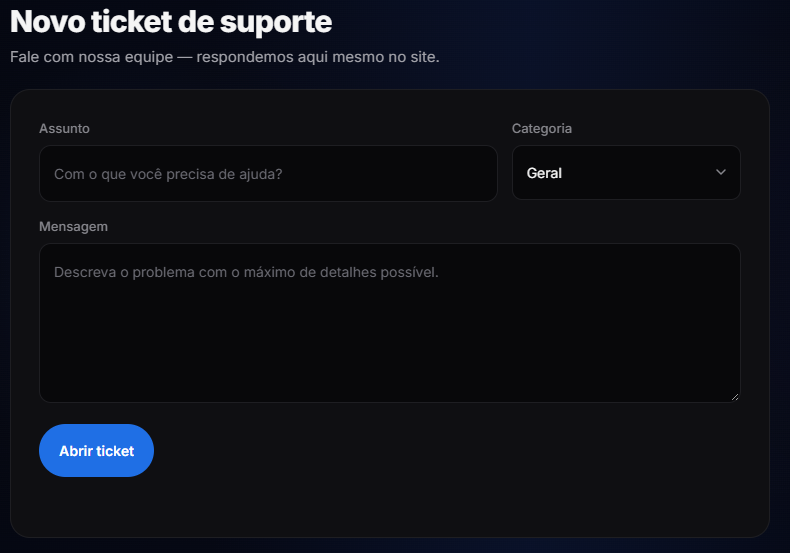 Novo ticket de suporte
Fale com nossa equipe — respondemos aqui mesmo no site.
Assunto
Categoria
Com o que você precisa de ajuda?
Geral
Mensagem
Descreva o problema com o máximo de detalhes possível.
Abrir ticket